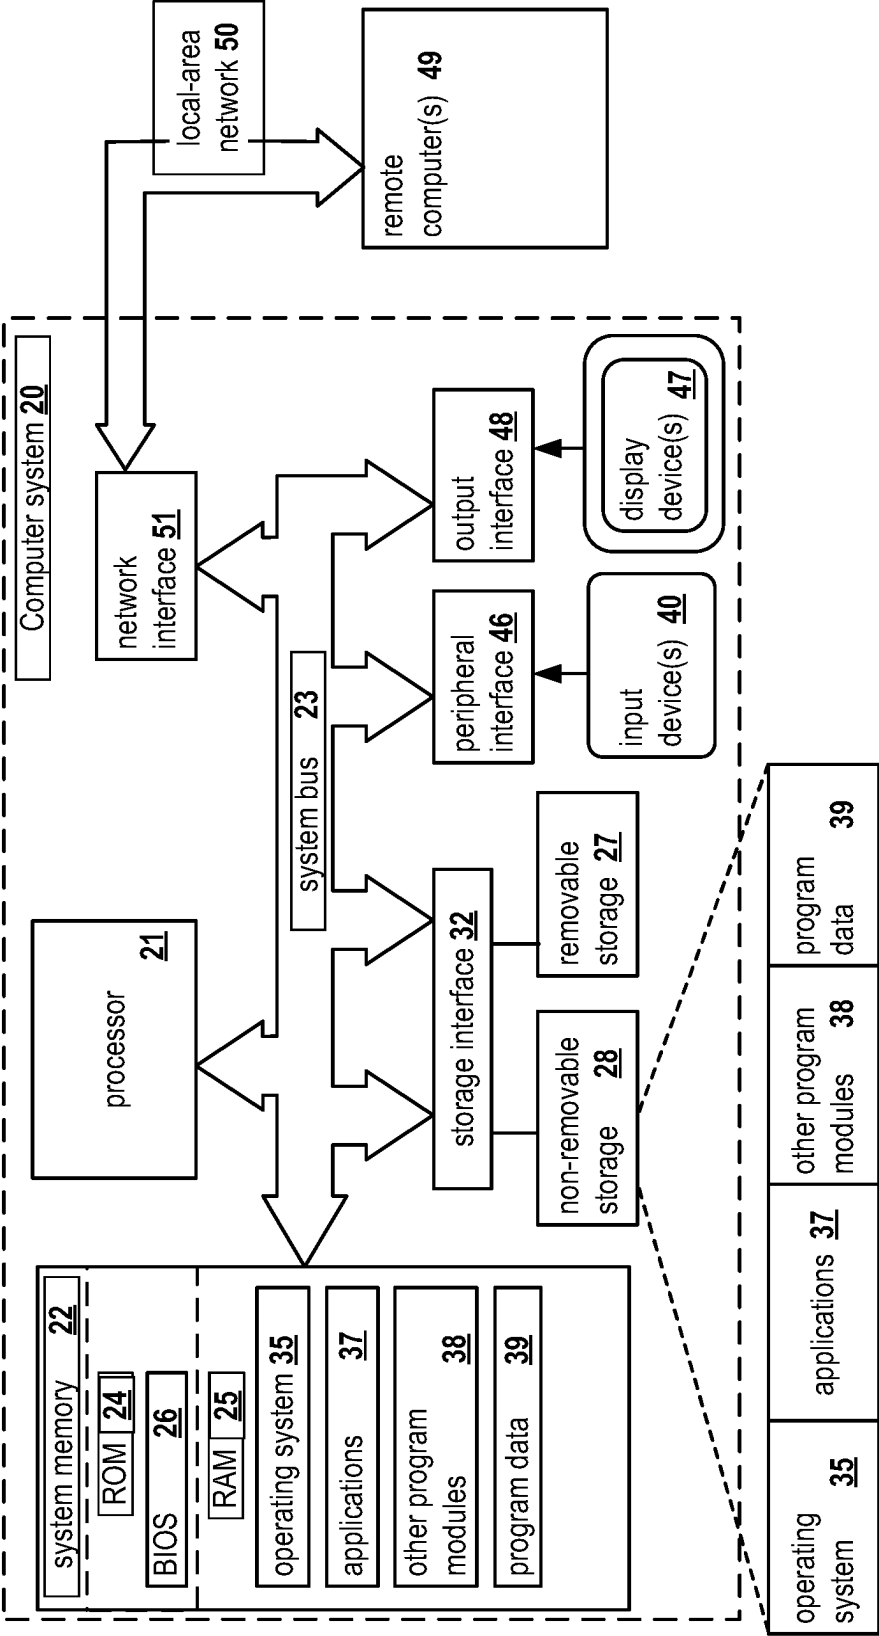 Computer system 20
system memory 22
ROM 24
BIOS 26
RAM 25
operating system 35
applications 37
other program
modules 38
program data 39
processor
21
network
interface 51
local-area
network 50
system bus 23
storage interface 32
peripheral
interface 46
output
interface 48
remote
computer(s) 49
non-removable
storage 28
removable
storage 27
input
device(s) 40
display
device(s) 47
operating
system 35
applications 37
other program
modules 38
program
data 39